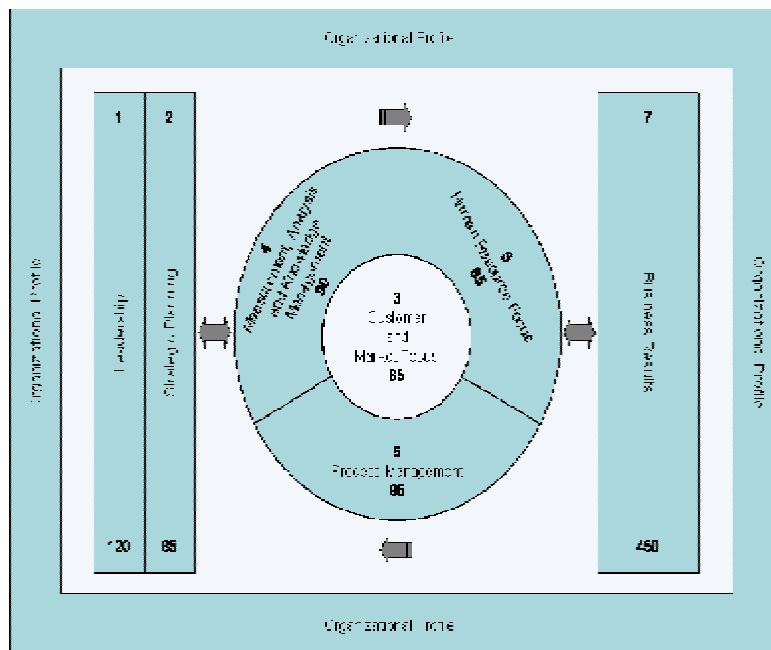 Organizational Profile
1
2
7
4
Measurement, Analysis
and Knowledge
Management
90
Human Resource Focus
85
3
Customer
and
Market Focus
85
Leadership
Strategic Planning
Business Results
Organizational Profile
Organizational Profile
Process Management
85
120
85
450
Organizational Profile